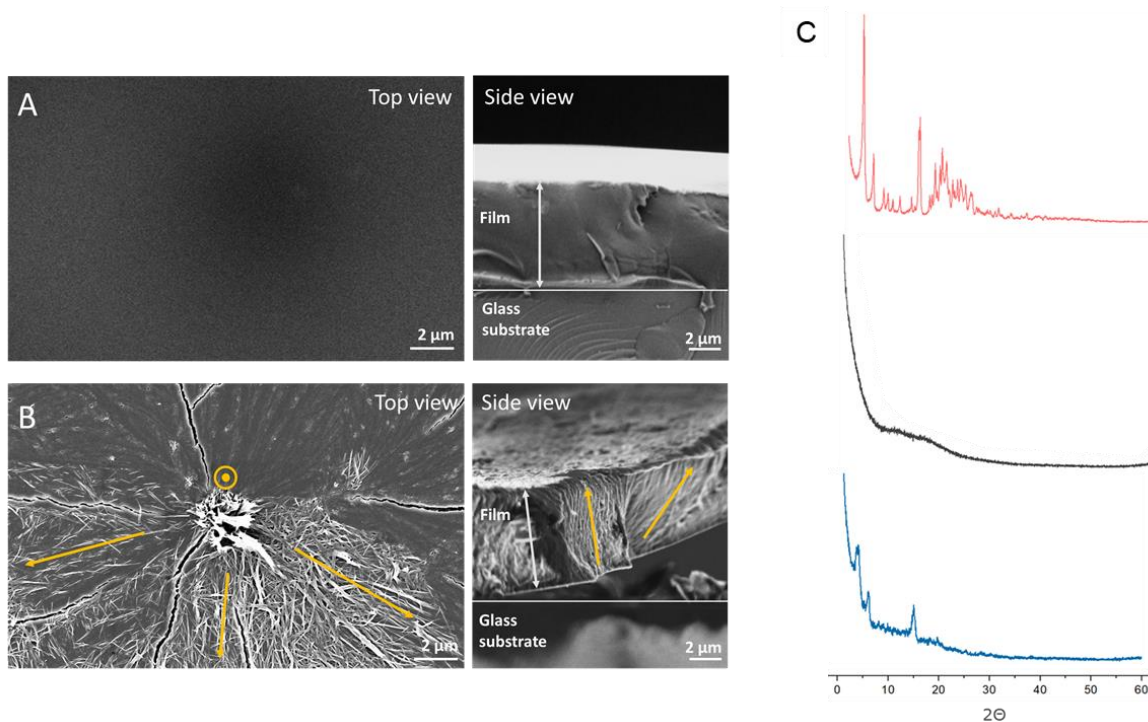 A
Top view
2 µm
Side view
Film
Glass
substrate
2 µm
B
Top view
2 µm
Side view
Film
Glass
substrate
2 µm
C
0 10 20 30 40 50 60
2Θ